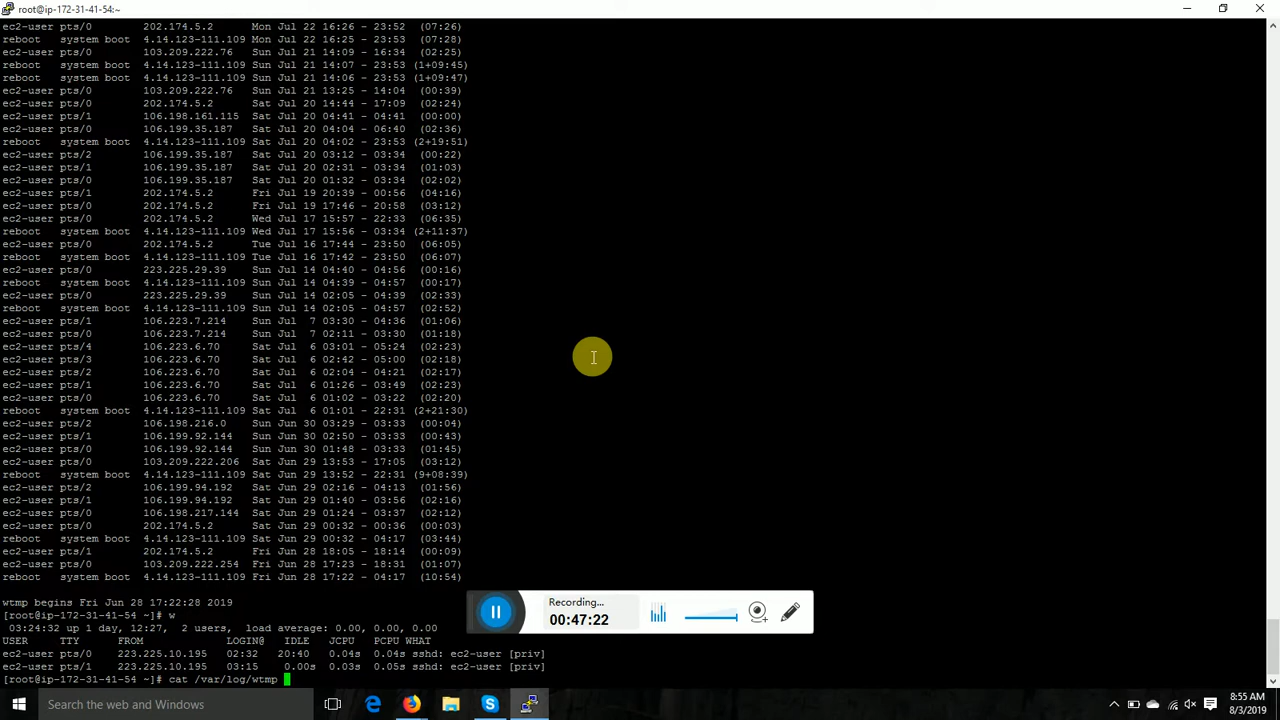 root@ip-172-31-41-54:~
ec2-user pts/0        202.174.5.2      Mon Jul 22 16:26 - 23:52  (07:26)
reboot   system boot  4.14.123-111.109 Mon Jul 22 16:25 - 23:53  (07:28)
ec2-user pts/0        103.209.222.76   Sun Jul 21 14:09 - 16:34  (02:25)
reboot   system boot  4.14.123-111.109 Sun Jul 21 14:07 - 23:53 (1+09:45)
reboot   system boot  4.14.123-111.109 Sun Jul 21 14:06 - 23:53 (1+09:47)
ec2-user pts/0        103.209.222.76   Sun Jul 21 13:25 - 14:04  (00:39)
ec2-user pts/0        202.174.5.2      Sat Jul 20 14:44 - 17:09  (02:24)
ec2-user pts/1        106.198.161.115  Sat Jul 20 04:41 - 04:41  (00:00)
ec2-user pts/0        106.199.35.187   Sat Jul 20 04:04 - 06:40  (02:36)
reboot   system boot  4.14.123-111.109 Sat Jul 20 04:02 - 23:53 (2+19:51)
ec2-user pts/2        106.199.35.187   Sat Jul 20 03:12 - 03:34  (00:22)
ec2-user pts/1        106.199.35.187   Sat Jul 20 02:31 - 03:34  (01:03)
ec2-user pts/0        106.199.35.187   Sat Jul 20 01:32 - 03:34  (02:02)
ec2-user pts/1        202.174.5.2      Fri Jul 19 20:39 - 00:56  (04:16)
ec2-user pts/0        202.174.5.2      Fri Jul 19 17:46 - 20:58  (03:12)
ec2-user pts/0        202.174.5.2      Wed Jul 17 15:57 - 22:33  (06:35)
reboot   system boot  4.14.123-111.109 Wed Jul 17 15:56 - 03:34 (2+11:37)
ec2-user pts/0        202.174.5.2      Tue Jul 16 17:44 - 23:50  (06:05)
reboot   system boot  4.14.123-111.109 Tue Jul 16 17:42 - 23:50  (06:07)
ec2-user pts/0        223.225.29.39    Sun Jul 14 04:40 - 04:56  (00:16)
reboot   system boot  4.14.123-111.109 Sun Jul 14 04:39 - 04:57  (00:17)
ec2-user pts/0        223.225.29.39    Sun Jul 14 02:05 - 04:39  (02:33)
reboot   system boot  4.14.123-111.109 Sun Jul 14 02:05 - 04:57  (02:52)
ec2-user pts/1        106.223.7.214    Sun Jul  7 03:30 - 04:36  (01:06)
ec2-user pts/0        106.223.7.214    Sun Jul  7 02:11 - 03:30  (01:18)
ec2-user pts/4        106.223.6.70     Sat Jul  6 03:01 - 05:24  (02:23)
ec2-user pts/3        106.223.6.70     Sat Jul  6 02:42 - 05:00  (02:18)
ec2-user pts/2        106.223.6.70     Sat Jul  6 02:04 - 04:21  (02:17)
ec2-user pts/1        106.223.6.70     Sat Jul  6 01:26 - 03:49  (02:23)
ec2-user pts/0        106.223.6.70     Sat Jul  6 01:02 - 03:22  (02:20)
reboot   system boot  4.14.123-111.109 Sat Jul  6 01:01 - 22:31 (2+21:30)
ec2-user pts/2        106.198.216.0    Sun Jun 30 03:29 - 03:33  (00:04)
ec2-user pts/1        106.199.92.144   Sun Jun 30 02:50 - 03:33  (00:43)
ec2-user pts/0        106.199.92.144   Sun Jun 30 01:48 - 03:33  (01:45)
ec2-user pts/0        103.209.222.206  Sat Jun 29 13:53 - 17:05  (03:12)
reboot   system boot  4.14.123-111.109 Sat Jun 29 13:52 - 22:31 (9+08:39)
ec2-user pts/2        106.199.94.192   Sat Jun 29 02:16 - 04:13  (01:56)
ec2-user pts/1        106.199.94.192   Sat Jun 29 01:40 - 03:56  (02:16)
ec2-user pts/0        106.198.217.144  Sat Jun 29 01:24 - 03:37  (02:12)
ec2-user pts/0        202.174.5.2      Sat Jun 29 00:32 - 00:36  (00:03)
reboot   system boot  4.14.123-111.109 Sat Jun 29 00:32 - 04:17  (03:44)
ec2-user pts/1        202.174.5.2      Fri Jun 28 18:05 - 18:14  (00:09)
ec2-user pts/0        103.209.222.254  Fri Jun 28 17:23 - 18:31  (01:07)
reboot   system boot  4.14.123-111.109 Fri Jun 28 17:22 - 04:17  (10:54)
wtmp begins Fri Jun 28 17:22:28 2019
[root@ip-172-31-41-54 ~]# w
03:24:32 up 1 day, 12:27,  2 users,  load average: 0.00, 0.00, 0.00
USER     TTY      FROM             LOGIN@   IDLE   JCPU   PCPU WHAT
ec2-user pts/0    223.225.10.195   02:32   20:40   0.04s  0.04s sshd: ec2-user [priv]
ec2-user pts/1    223.225.10.195   03:15    0.00s  0.03s  0.05s sshd: ec2-user [priv]
[root@ip-172-31-41-54 ~]# cat /var/log/wtmp
Recording...
00:47:22
Search the web and Windows
8:55 AM
8/3/2019